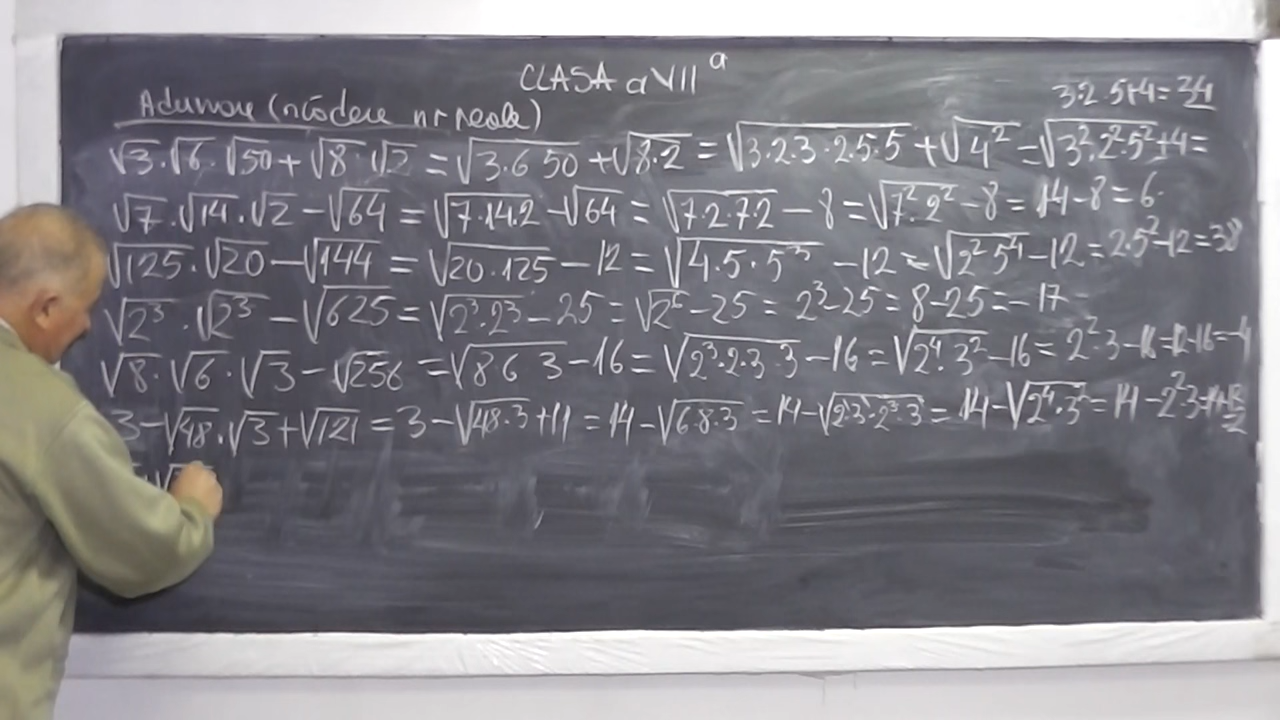 CLASA a VII a
Adunare (scădere nr reale)
3·2·5+4=34
√3·√6·√50+√8·√2=√3·6 50+√8·2=√3·2·3·2·5·5+√4²=√3²·2²·5²+4=
√7·√14·√2-√64=√7·14·2-√64=√7·2·7·2-8=√7²·2²-8=14-8=6
√125·√20-√144=√20·125-12=√4·5·5³-12=√2²5⁴-12=2·5²-12=38
√2³·√2³-√625=√2³·2³-25=√2⁶-25=2³-25=8-25=-17
√8·√6·√3-√256=√8 6 3-16=√2³·2·3·3-16=√2⁴·3²-16=2²·3-16=12-16=-4
3-√48·√3+√121=3-√48·3+11=14-√6·8·3=14-√2·3·2³·3=14-√2⁴·3²=14-2²3=14-12
2